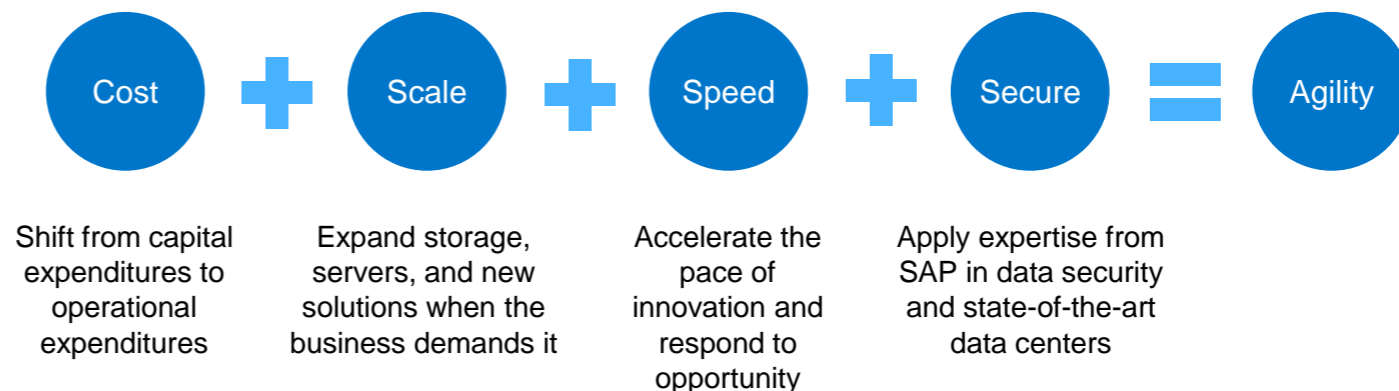 Cost
Scale
Speed
Secure
Agility
Shift from capital
expenditures to
operational
expenditures
Expand storage,
servers, and new
solutions when the
business demands it
Accelerate the
pace of
innovation and
respond to
opportunity
Apply expertise from
SAP in data security
and state-of-the-art
data centers